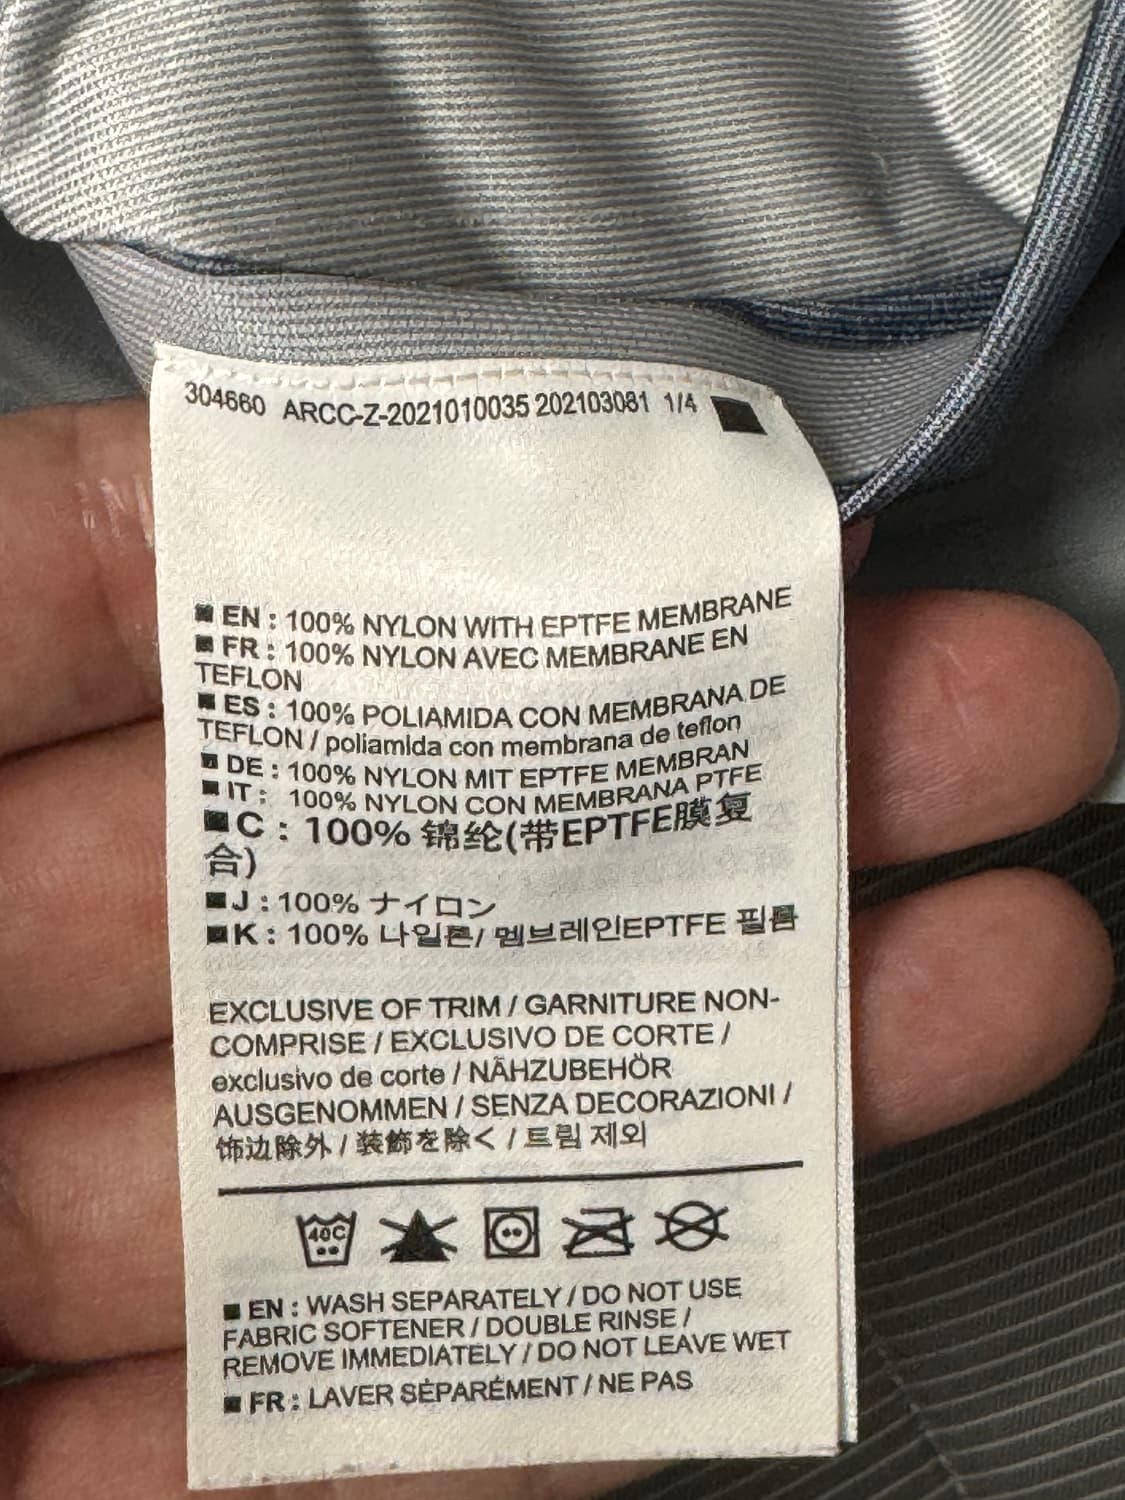 304660 ARCC-Z-2021010035 202103081 1/4
EN : 100% NYLON WITH EPTFE MEMBRANE
FR : 100% NYLON AVEC MEMBRANE EN
TEFLON
ES : 100% POLIAMIDA CON MEMBRANA DE
TEFLON / poliamida con membrana de teflon
DE : 100% NYLON MIT EPTFE MEMBRAN
IT : 100% NYLON CON MEMBRANA PTFE
C : 100% 锦纶(带EPTFE膜复
合)
J : 100% ナイロン
K : 100% 나일론/ 멤브레인EPTFE 필름
EXCLUSIVE OF TRIM / GARNITURE NON-
COMPRISE / EXCLUSIVO DE CORTE /
exclusivo de corte / NÄHZUBEHÖR
AUSGENOMMEN / SENZA DECORAZIONI /
饰边除外 / 装飾を除く / 트림 제외
40C
EN : WASH SEPARATELY / DO NOT USE
FABRIC SOFTENER / DOUBLE RINSE /
REMOVE IMMEDIATELY / DO NOT LEAVE WET
FR : LAVER SÉPARÉMENT / NE PAS